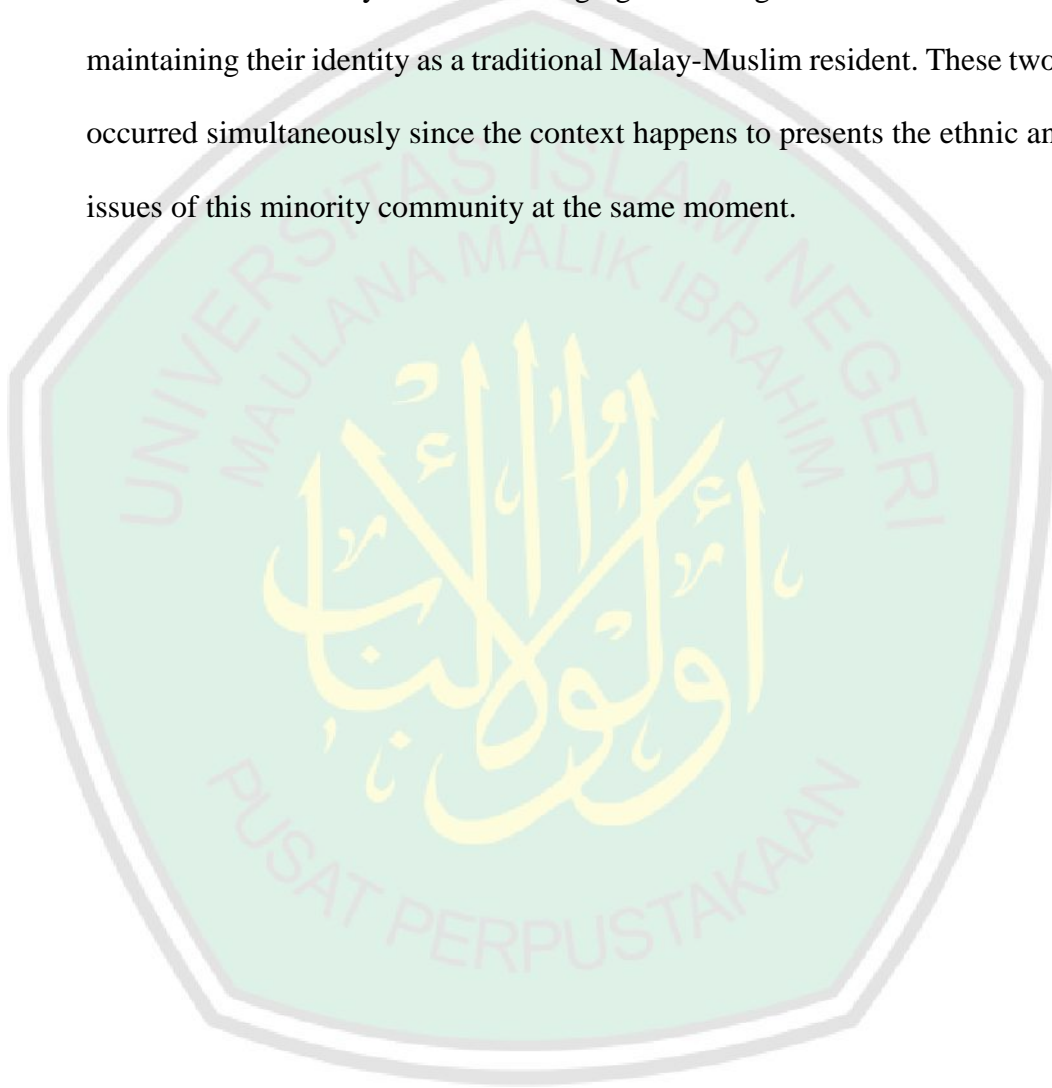 maintaining their identity as a traditional Malay-Muslim resident. These two
occurred simultaneously since the context happens to presents the ethnic an
issues of this minority community at the same moment.
UNIVERSITAS ISLAM NEGERI
MAULANA MALIK IBRAHIM
أولوا الألباب
PUSAT PERPUSTAKAAN